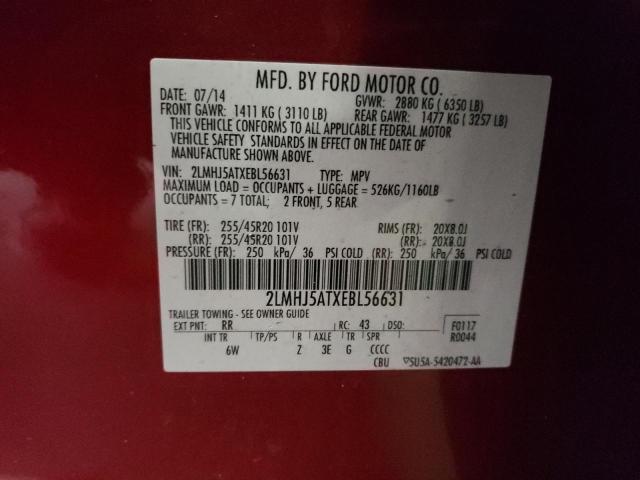 MFD. BY FORD MOTOR CO.
DATE: 07/14
GVWR: 2880 KG ( 6350 LB)
FRONT GAWR: 1411 KG ( 3110 LB)
REAR GAWR: 1477 KG ( 3257 LB)
THIS VEHICLE CONFORMS TO ALL APPLICABLE FEDERAL MOTOR
VEHICLE SAFETY STANDARDS IN EFFECT ON THE DATE OF
MANUFACTURE SHOWN ABOVE.
VIN: 2LMHJ5ATXEBL56631 TYPE: MPV
MAXIMUM LOAD = OCCUPANTS + LUGGAGE = 526KG/1160LB
OCCUPANTS = 7 TOTAL; 2 FRONT, 5 REAR
TIRE (FR): 255/45R20 101V RIMS (FR): 20X8.0J
(RR): 255/45R20 101V (RR): 20X8.0J
PRESSURE (FR): 250 kPa/ 36 PSI COLD (RR): 250 kPa/ 36 PSI COLD
2LMHJ5ATXEBL56631
TRAILER TOWING - SEE OWNER GUIDE
EXT PNT: RR RC: 43 DSO: F0117
INT TR TP/PS R AXLE TR SPR R0044
6W Z 3E G CCCC
CBU 5U5A-5420472-AA